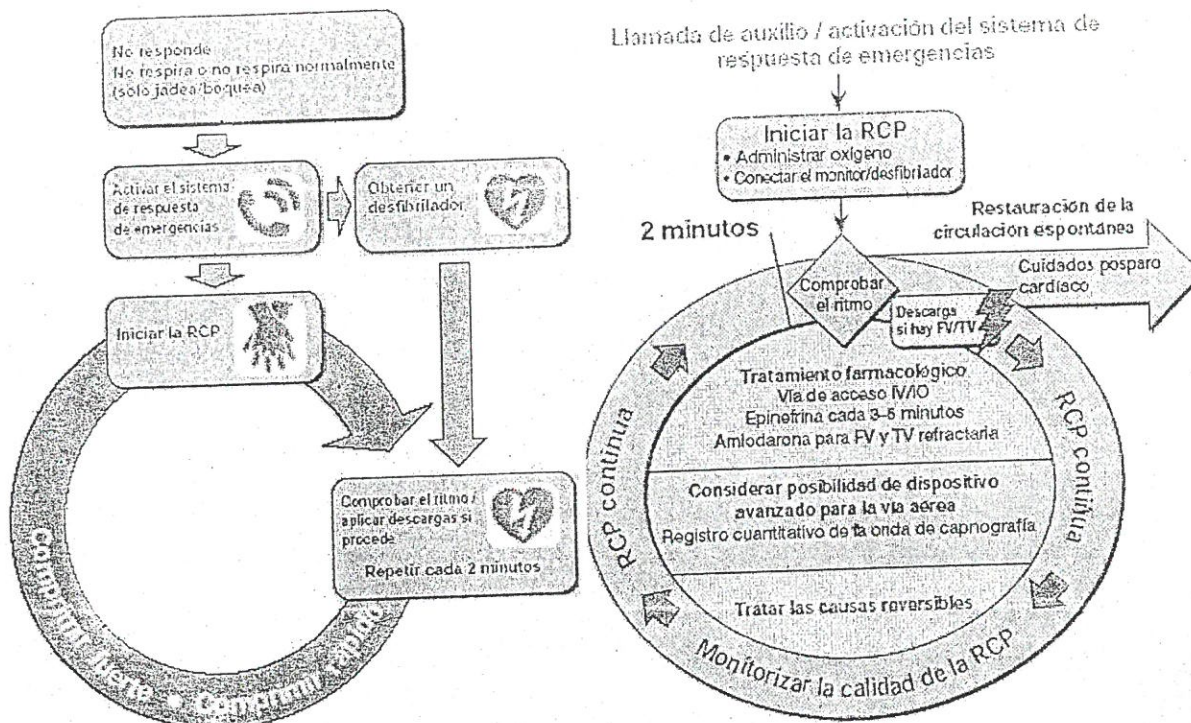 No responde
No respira o no respira normalmente
(solo jadea/boquea)
Activar el sistema
de respuesta
de emergencias
Obtener un
desfibrilador
Iniciar la RCP
Comprobar el ritmo /
aplicar descargas si
procede
Repetir cada 2 minutos
Comprimir fuerte • Comprimir rápido
Llamada de auxilio / activación del sistema de
respuesta de emergencias
Iniciar la RCP
• Administrar oxígeno
• Conectar el monitor/desfibrilador
2 minutos
Comprobar
el ritmo
Restauración de la
circulación espontánea
Cuidados posparo
cardíaco
Descarga
si hay FV/TV
RCP continua
RCP continua
Tratamiento farmacológico
Vía de acceso IV/IO
Epinefrina cada 3–5 minutos
Amiodarona para FV y TV refractaria
Considerar posibilidad de dispositivo
avanzado para la vía aérea
Registro cuantitativo de la onda de capnografía
Tratar las causas reversibles
Monitorizar la calidad de la RCP